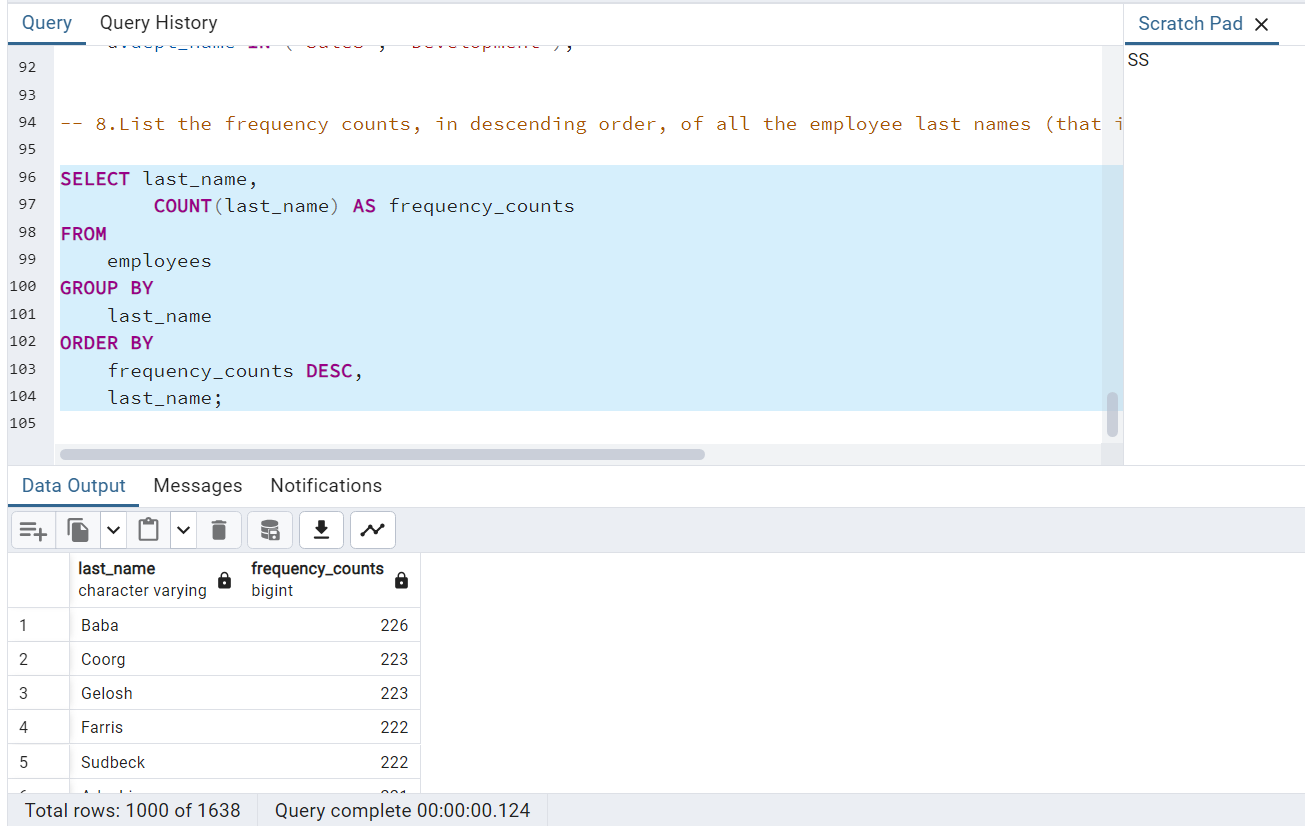 Query Query History Scratch Pad
SS
92
93
94 -- 8.List the frequency counts, in descending order, of all the employee last names (that i
95
96 SELECT last_name,
97 COUNT(last_name) AS frequency_counts
98 FROM
99 employees
100 GROUP BY
101 last_name
102 ORDER BY
103 frequency_counts DESC,
104 last_name;
105
Data Output Messages Notifications
last_name frequency_counts
character varying bigint
1 Baba 226
2 Coorg 223
3 Gelosh 223
4 Farris 222
5 Sudbeck 222
Total rows: 1000 of 1638 Query complete 00:00:00.124